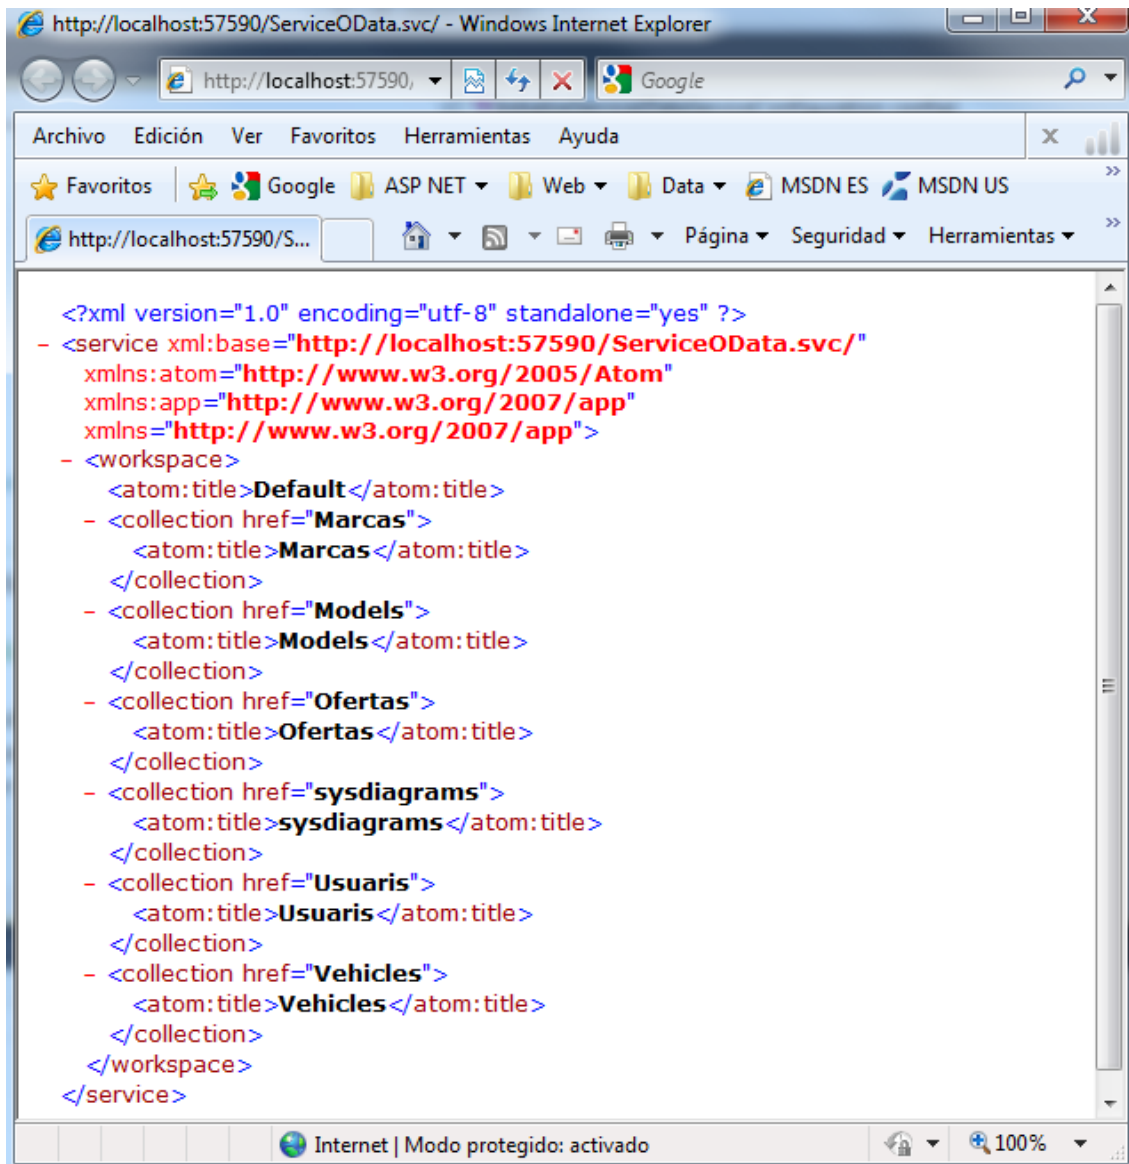 http://localhost:57590/ServiceOData.svc/ - Windows Internet Explorer
http://localhost:57590, Google
Archivo Edición Ver Favoritos Herramientas Ayuda
Favoritos Google ASP NET Web Data MSDN ES MSDN US
http://localhost:57590/S... Página Seguridad Herramientas
<?xml version="1.0" encoding="utf-8" standalone="yes" ?>
- <service xml:base="http://localhost:57590/ServiceOData.svc/"
xmlns:atom="http://www.w3.org/2005/Atom"
xmlns:app="http://www.w3.org/2007/app"
xmlns="http://www.w3.org/2007/app">
- <workspace>
<atom:title>Default</atom:title>
- <collection href="Marcas">
<atom:title>Marcas</atom:title>
</collection>
- <collection href="Models">
<atom:title>Models</atom:title>
</collection>
- <collection href="Ofertas">
<atom:title>Ofertas</atom:title>
</collection>
- <collection href="sysdiagrams">
<atom:title>sysdiagrams</atom:title>
</collection>
- <collection href="Usuaris">
<atom:title>Usuaris</atom:title>
</collection>
- <collection href="Vehicles">
<atom:title>Vehicles</atom:title>
</collection>
</workspace>
</service>
Internet | Modo protegido: activado 100%